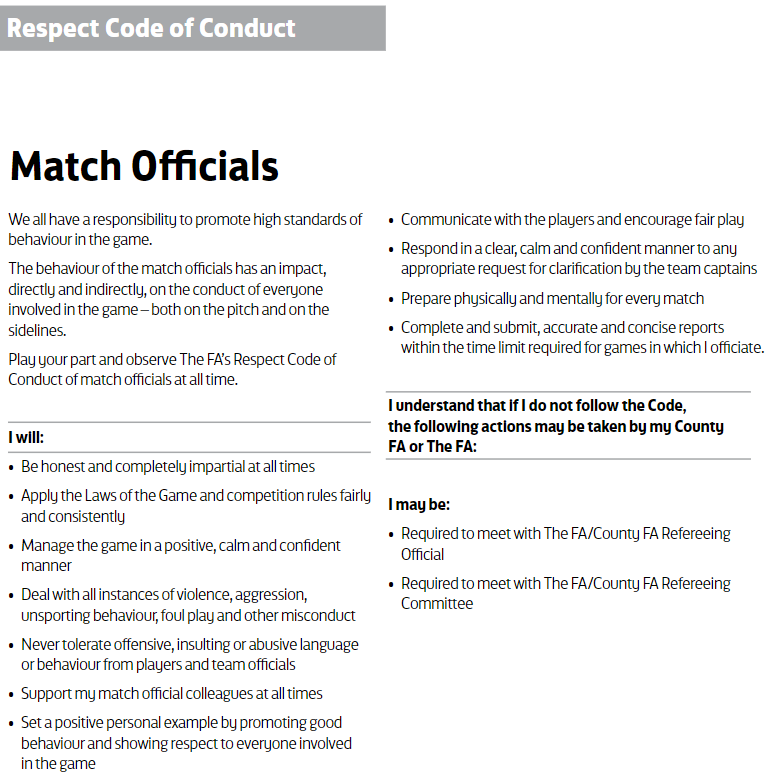 Respect Code of Conduct
Match Officials
We all have a responsibility to promote high standards of
behaviour in the game.
The behaviour of the match officials has an impact,
directly and indirectly, on the conduct of everyone
involved in the game – both on the pitch and on the
sidelines.
Play your part and observe The FA's Respect Code of
Conduct of match officials at all time.
I will:
• Be honest and completely impartial at all times
• Apply the Laws of the Game and competition rules fairly
and consistently
• Manage the game in a positive, calm and confident
manner
• Deal with all instances of violence, aggression,
unsporting behaviour, foul play and other misconduct
• Never tolerate offensive, insulting or abusive language
or behaviour from players and team officials
• Support my match official colleagues at all times
• Set a positive personal example by promoting good
behaviour and showing respect to everyone involved
in the game
• Communicate with the players and encourage fair play
• Respond in a clear, calm and confident manner to any
appropriate request for clarification by the team captains
• Prepare physically and mentally for every match
• Complete and submit, accurate and concise reports
within the time limit required for games in which I officiate.
I understand that if I do not follow the Code,
the following actions may be taken by my County
FA or The FA:
I may be:
• Required to meet with The FA/County FA Refereeing
Official
• Required to meet with The FA/County FA Refereeing
Committee